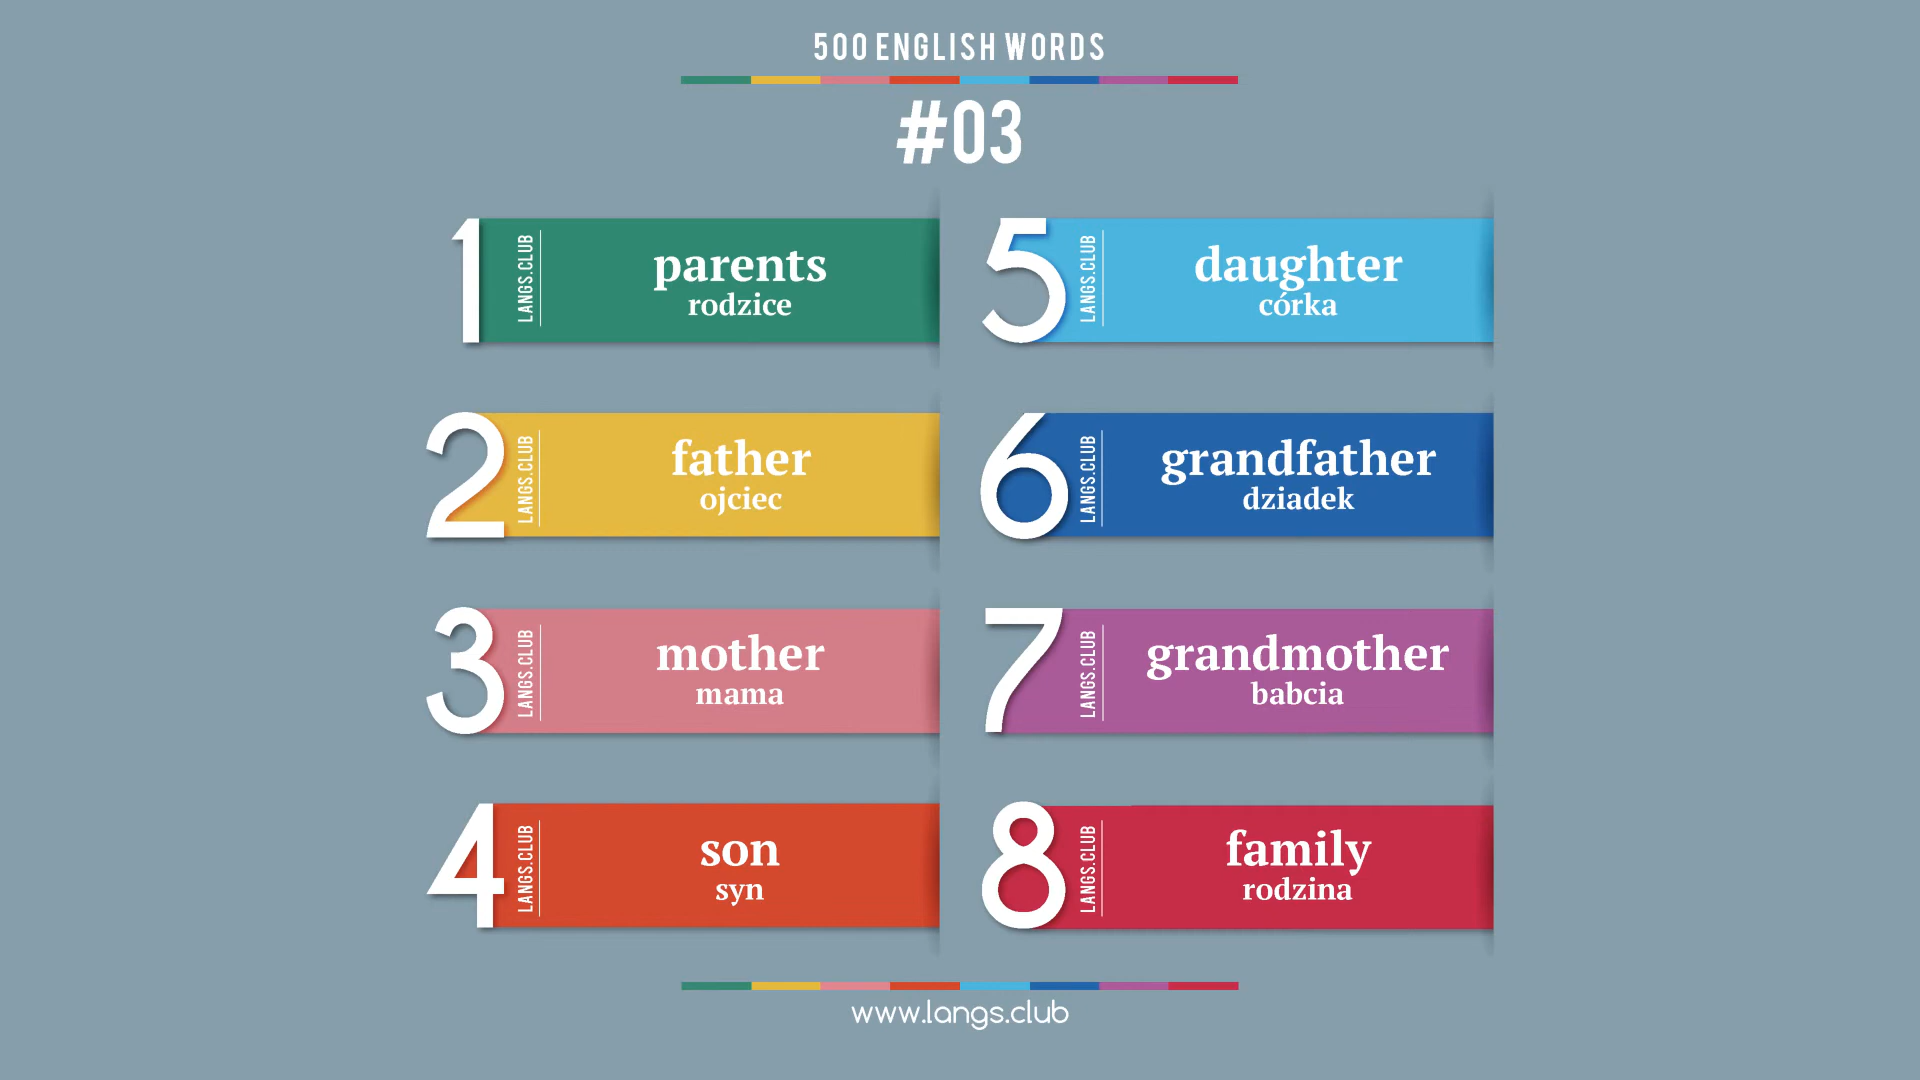 500 ENGLISH WORDS
#03
1
LANGS.CLUB
parents
rodzice
2
LANGS.CLUB
father
ojciec
3
LANGS.CLUB
mother
mama
4
LANGS.CLUB
son
syn
5
LANGS.CLUB
daughter
córka
6
LANGS.CLUB
grandfather
dziadek
7
LANGS.CLUB
grandmother
babcia
8
LANGS.CLUB
family
rodzina
www.langs.club